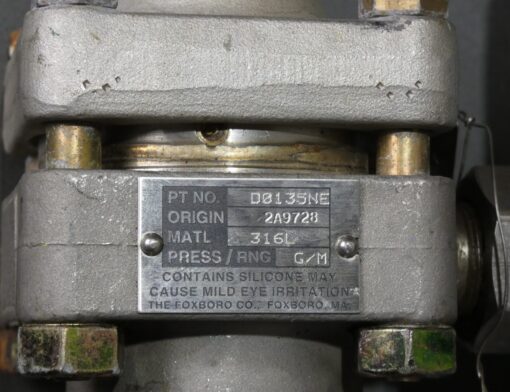 PT NO. D0135NE
ORIGIN 2A9728
MATL 316L
PRESS/RNG G/M
CONTAINS SILICONE MAY
CAUSE MILD EYE IRRITATION
THE FOXBORO CO., FOXBORO, MA.